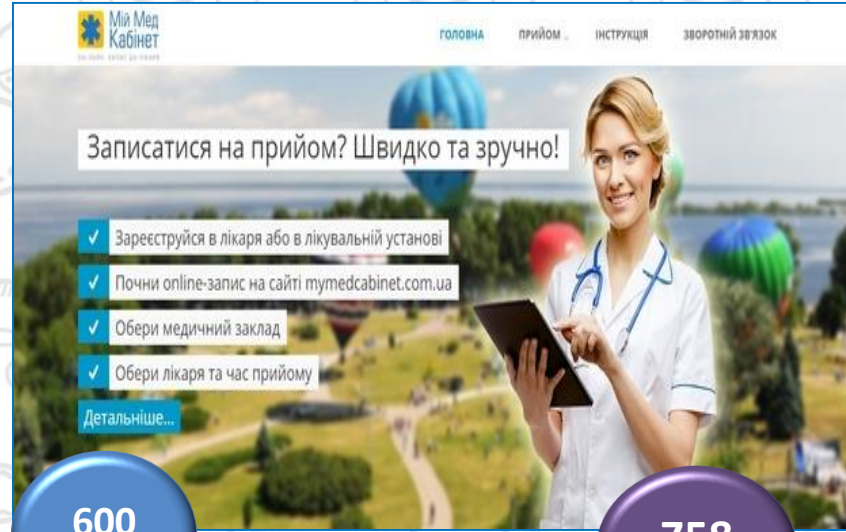 Мій Мед
Кабінет
ГОЛОВНА
ПРИЙОМ
ІНСТРУКЦІЯ
ЗВОРОТНІЙ ЗВ'ЯЗОК
Записатися на прийом? Швидко та зручно!
Зареєструйся в лікаря або в лікувальній установі
Почни online-запис на сайті mymedcabinet.com.ua
Обери медичний заклад
Обери лікаря та час прийому
Детальніше...
600
758